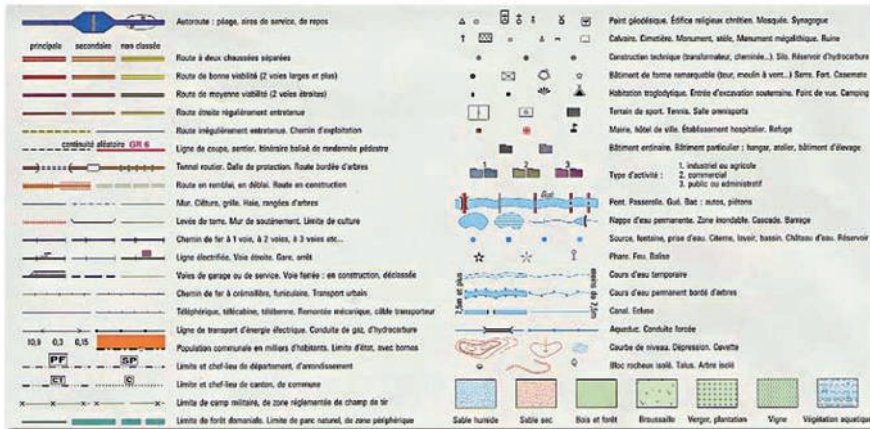 Autoroute : péage, aires de service, de repos
principale secondaire non classée
Route à deux chaussées séparées
Route de bonne viabilité (2 voies larges et plus)
Route de moyenne viabilité (2 voies étroites)
Route étroite régulièrement entretenue
Route irrégulièrement entretenue. Chemin d'exploitation
continuité aléatoire GR 6
Ligne de coupe, sentier. Itinéraire balisé de randonnée pédestre
Tunnel routier. Dalle de protection. Route bordée d'arbres
Route en remblai, en déblai. Route en construction
Mur. Clôture, grille. Haie, rangées d'arbres
Levée de terre. Mur de soutènement. Limite de culture
Chemin de fer à 1 voie, à 2 voies, à 3 voies etc...
Ligne électrifiée. Voie étroite. Gare, arrêt
Voies de garage ou de service. Voie ferrée : en construction, déclassée
Chemin de fer à crémaillère, funiculaire. Transport urbain
Téléphérique, télécabine, télébenne. Remontée mécanique, câble transporteur
Ligne de transport d'énergie électrique. Conduite de gaz, d'hydrocarbure
10,9 0,3 0,15
Population communale en milliers d'habitants. Limite d'état, avec bornes
PF SP
Limite et chef-lieu de département, d'arrondissement
CT C
Limite et chef-lieu de canton, de commune
Limite de camp militaire, de zone réglementée de champ de tir
Limite de forêt domaniale. Limite de parc naturel, de zone périphérique
Point géodésique. Édifice religieux chrétien. Mosquée. Synagogue
Calvaire. Cimetière. Monument, stèle, Monument mégalithique. Ruine
Construction technique (transformateur, cheminée...). Silo. Réservoir d'hydrocarbure
Bâtiment de forme remarquable (tour, moulin à vent...) Serre. Fort. Casemate
Habitation troglodytique. Entrée d'excavation souterraine. Point de vue. Camping
Terrain de sport. Tennis. Salle omnisports
Mairie, hôtel de ville. Établissement hospitalier. Refuge
Bâtiment ordinaire. Bâtiment particulier : hangar, atelier, bâtiment d'élevage
1 2 3
Type d'activité :
1. industriel ou agricole
2. commercial
3. public ou administratif
Gué
Pont. Passerelle. Gué. Bac : autos, piétons
Nappe d'eau permanente. Zone inondable. Cascade. Barrage
Source, fontaine, prise d'eau. Citerne, lavoir, bassin. Château d'eau. Réservoir
Phare. Feu. Balise
7,5m et plus
moins de 7,5m
Cours d'eau temporaire
Cours d'eau permanent bordé d'arbres
Canal. Ecluse
Aqueduc. Conduite forcée
Courbe de niveau. Dépression. Cuvette
Bloc rocheux isolé. Talus. Arbre isolé
Sable humide Sable sec Bois et forêt Broussaille Verger, plantation Vigne Végétation aquatique